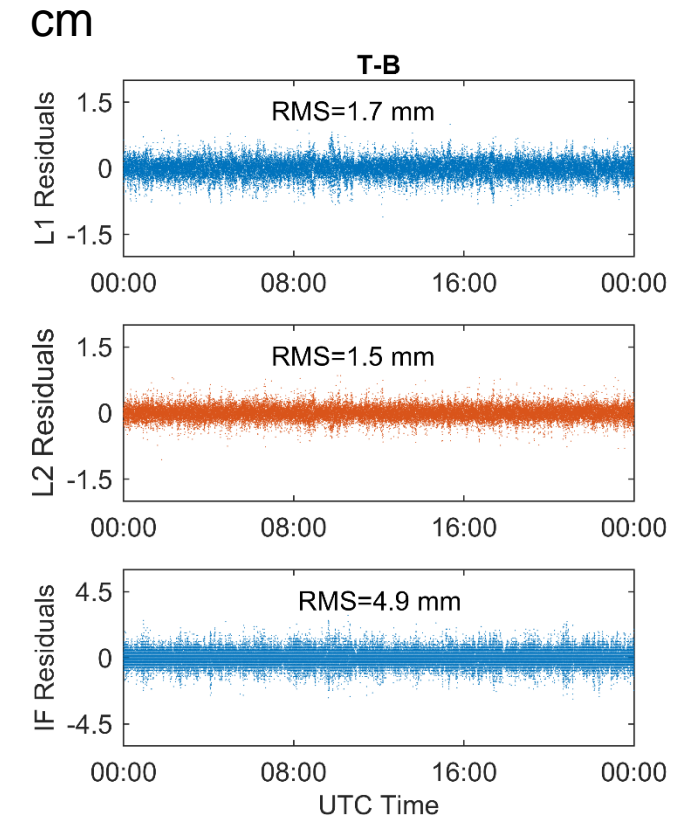 cm
T-B
L1 Residuals
1.5
0
-1.5
RMS=1.7 mm
00:00 08:00 16:00 00:00
L2 Residuals
1.5
0
-1.5
RMS=1.5 mm
00:00 08:00 16:00 00:00
IF Residuals
4.5
0
-4.5
RMS=4.9 mm
00:00 08:00 16:00 00:00
UTC Time